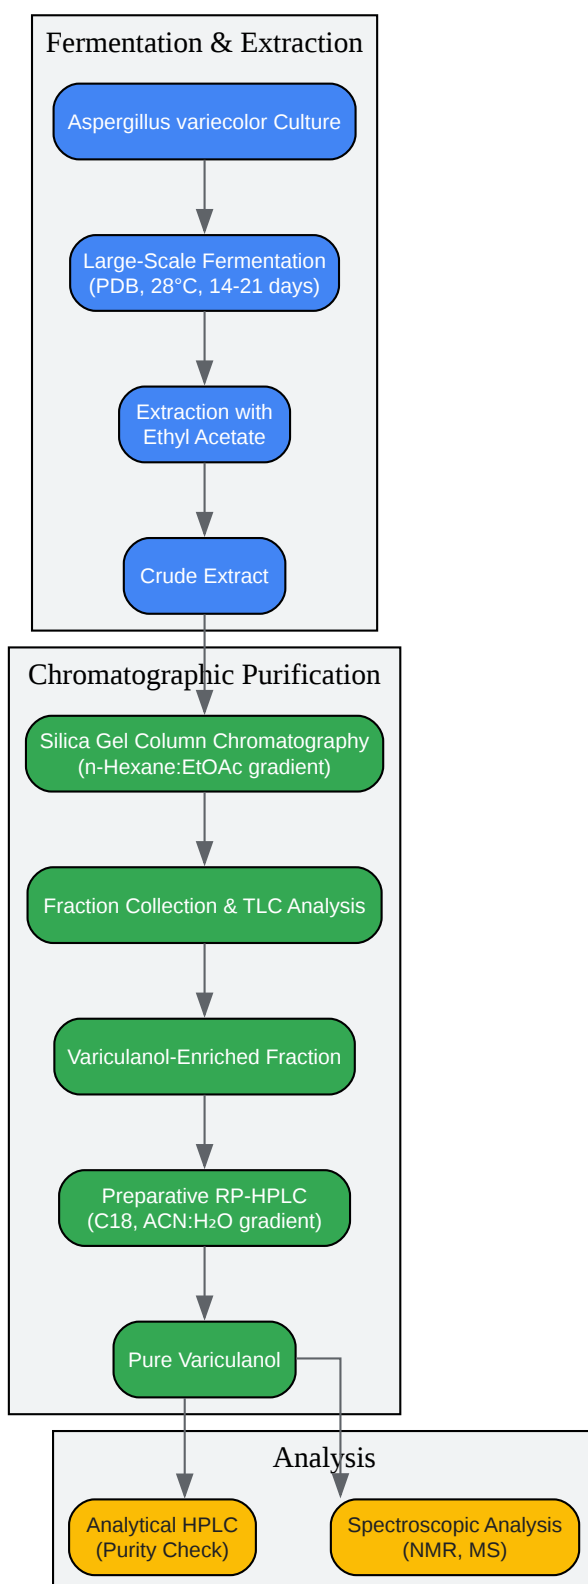 Fermentation & Extraction
Aspergillus variecolor Culture
Large-Scale Fermentation
(PDB, 28°C, 14-21 days)
Extraction with
Ethyl Acetate
Crude Extract
Chromatographic Purification
Silica Gel Column Chromatography
(n-Hexane:EtOAc gradient)
Fraction Collection & TLC Analysis
Variculanol-Enriched Fraction
Preparative RP-HPLC
(C18, ACN:H₂O gradient)
Pure Variculanol
Analysis
Analytical HPLC
(Purity Check)
Spectroscopic Analysis
(NMR, MS)